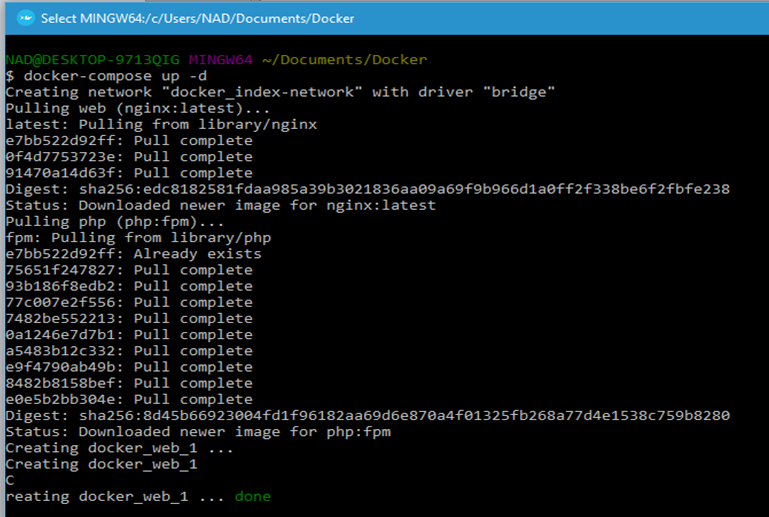 Select MINGW64:/c/Users/NAD/Documents/Docker
NAD@DESKTOP-9713QIG MINGW64 ~/Documents/Docker
$ docker-compose up -d
Creating network "docker_index-network" with driver "bridge"
Pulling web (nginx:latest)...
latest: Pulling from library/nginx
e7bb522d92ff: Pull complete
0f4d7753723e: Pull complete
91470a14d63f: Pull complete
Digest: sha256:edc8182581fdaa985a39b3021836aa09a69f9b966d1a0ff2f338be6f2fbfe238
Status: Downloaded newer image for nginx:latest
Pulling php (php:fpm)...
fpm: Pulling from library/php
e7bb522d92ff: Already exists
75651f247827: Pull complete
93b186f8edb2: Pull complete
77c007e2f556: Pull complete
7482be552213: Pull complete
0a1246e7d7b1: Pull complete
a5483b12c332: Pull complete
e9f4790ab49b: Pull complete
8482b8158bef: Pull complete
e0e5b2bb304e: Pull complete
Digest: sha256:8d45b66923004fd1f96182aa69d6e870a4f01325fb268a77d4e1538c759b8280
Status: Downloaded newer image for php:fpm
Creating docker_web_1 ...
Creating docker_web_1
C
reating docker_web_1 ... done